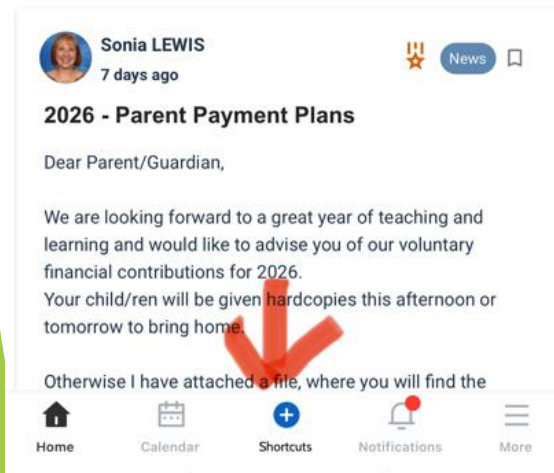 Sonia LEWIS
7 days ago
News
2026 - Parent Payment Plans
Dear Parent/Guardian,
We are looking forward to a great year of teaching and
learning and would like to advise you of our voluntary
financial contributions for 2026.
Your child/ren will be given hardcopies this afternoon or
tomorrow to bring home.
Otherwise I have attached a file, where you will find the
Home
Calendar
Shortcuts
Notifications
More